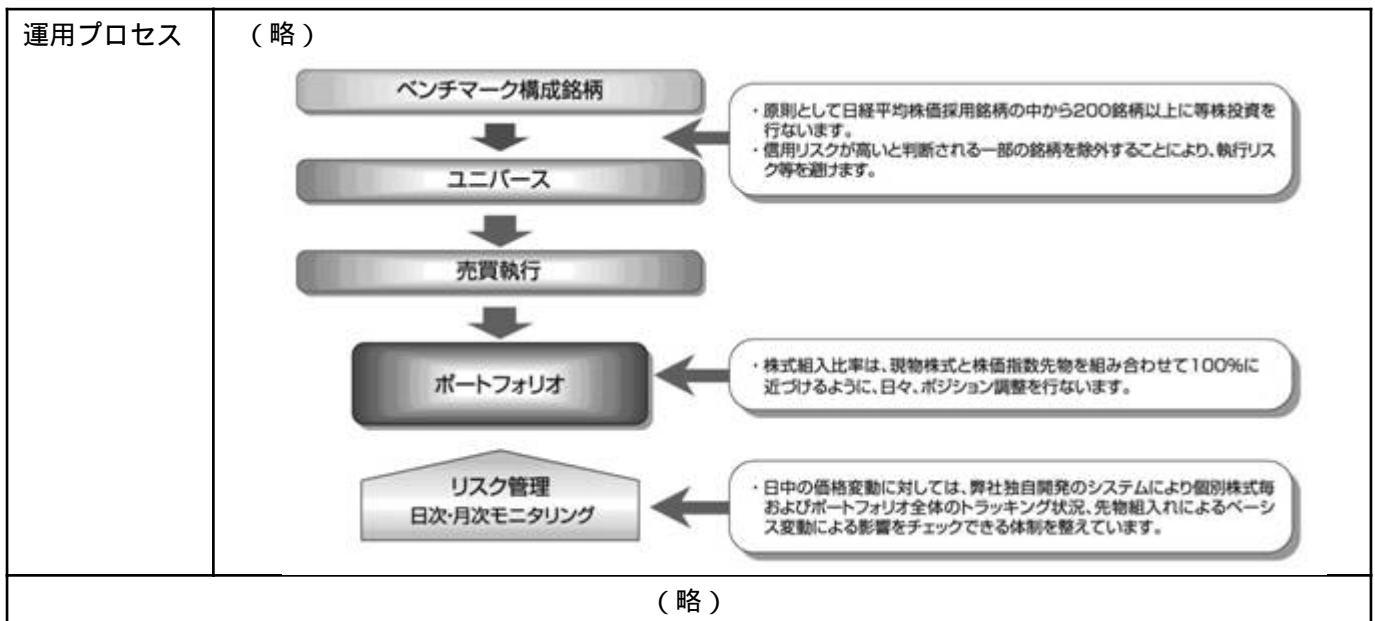 運用プロセス
（略）
ベンチマーク構成銘柄
・原則として日経平均株価採用銘柄の中から200銘柄以上に等株投資を
行ないます。
・信用リスクが高いと判断される一部の銘柄を除外することにより、執行リス
ク等を避けます。
ユニバース
売買執行
ポートフォリオ
・株式組入比率は、現物株式と株価指数先物を組み合わせて100%に
近づけるように、日々、ポジション調整を行ないます。
リスク管理
日次・月次モニタリング
・日中の価格変動に対しては、弊社独自開発のシステムにより個別株式毎
およびポートフォリオ全体のトラッキング状況、先物組入れによるベーシ
ス変動による影響をチェックできる体制を整えています。
（略）